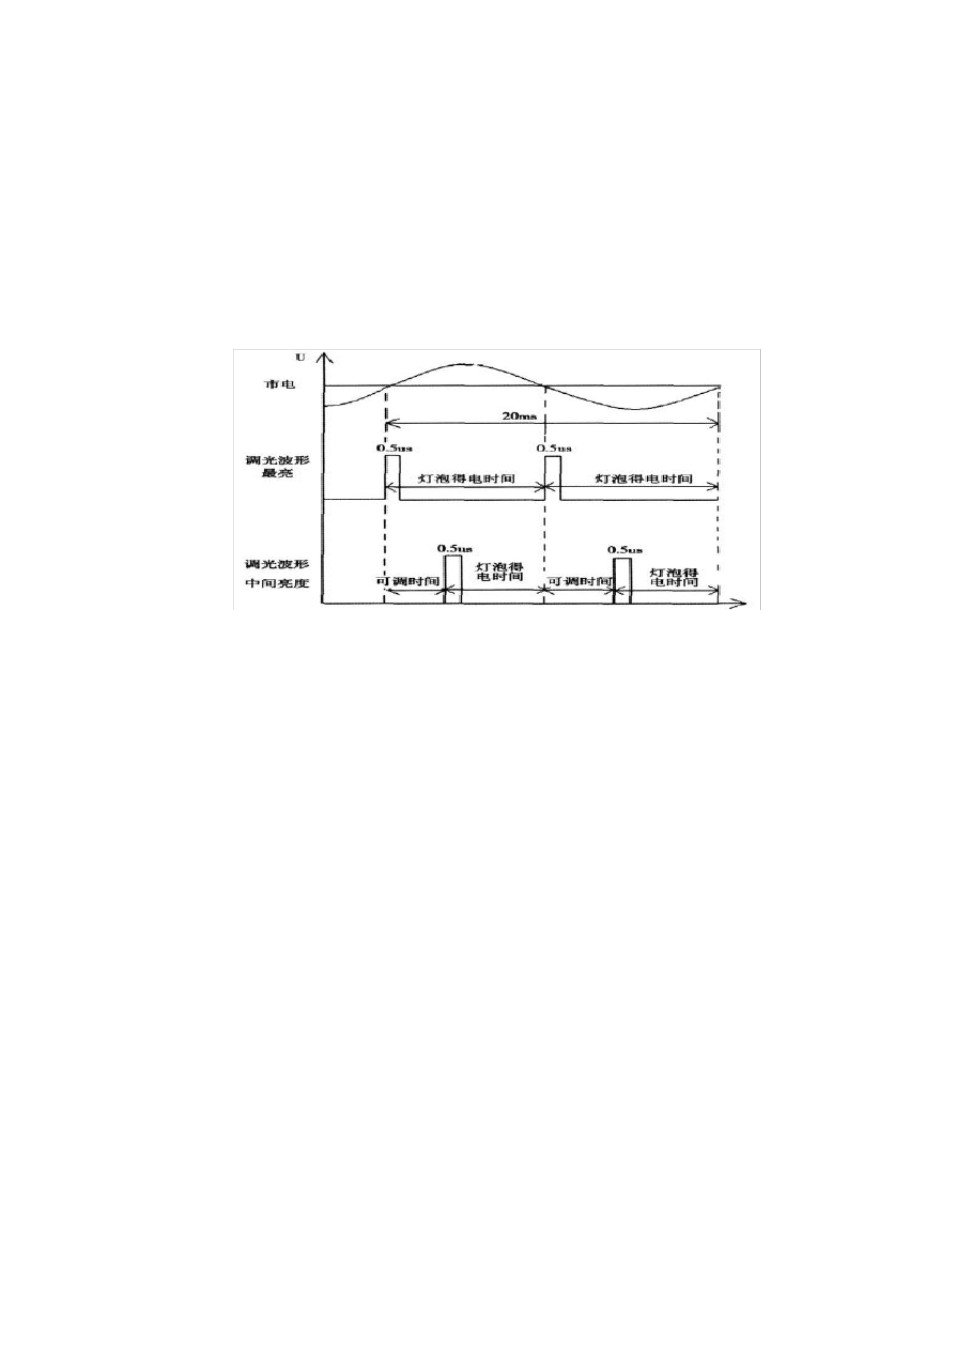 U
市电
20ms
0.5us
0.5us
调光波形
最亮
灯泡得电时间
灯泡得电时间
0.5us
0.5us
调光波形
中间亮度
可调时间
灯泡得
电时间
可调时间
灯泡得
电时间